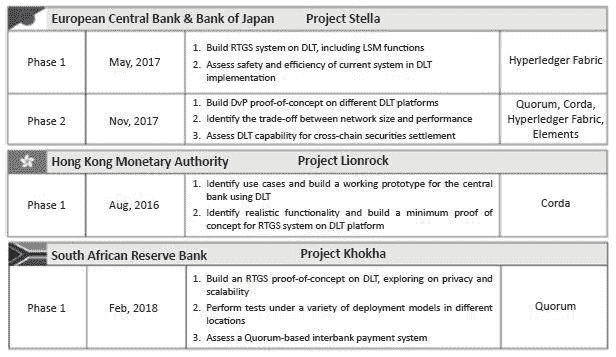 European Central Bank & Bank of Japan Project Stella
Phase 1
May, 2017
1. Build RTGS system on DLT, including LSM functions
2. Assess safety and efficiency of current system in DLT
implementation
Hyperledger Fabric
Phase 2
Nov, 2017
1. Build DvP proof-of-concept on different DLT platforms
2. Identify the trade-off between network size and performance
3. Assess DLT capability for cross-chain securities settlement
Quorum, Corda,
Hyperledger Fabric,
Elements
Hong Kong Monetary Authority Project Lionrock
Phase 1
Aug, 2016
1. Identify use cases and build a working prototype for the central
bank using DLT
2. Identify realistic functionality and build a minimum proof of
concept for RTGS system on DLT platform
Corda
South African Reserve Bank Project Khokha
Phase 1
Feb, 2018
1. Build an RTGS proof-of-concept on DLT, exploring on privacy and
scalability
2. Perform tests under a variety of deployment models in different
locations
3. Assess a Quorum-based interbank payment system
Quorum